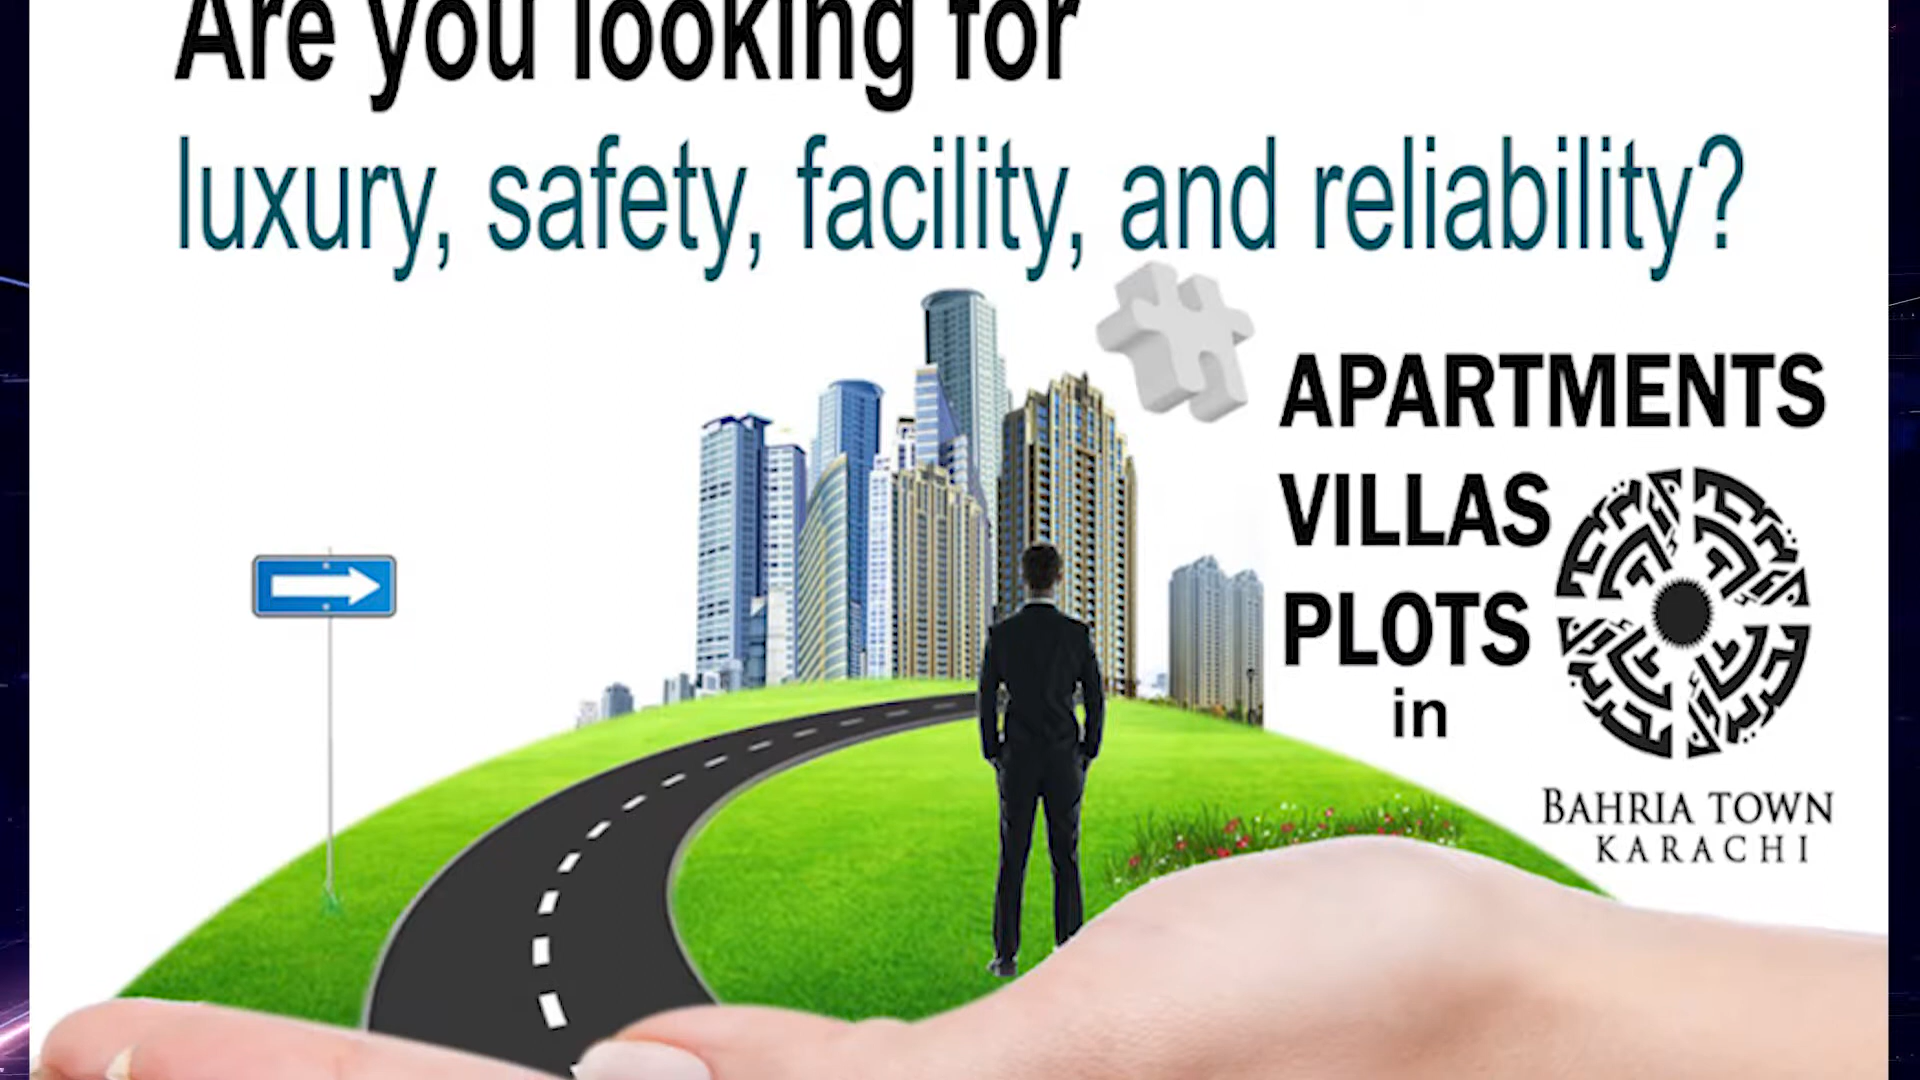 Are you looking for
luxury, safety, facility, and reliability?
APARTMENTS
VILLAS
PLOTS
in
BAHRIA TOWN
KARACHI